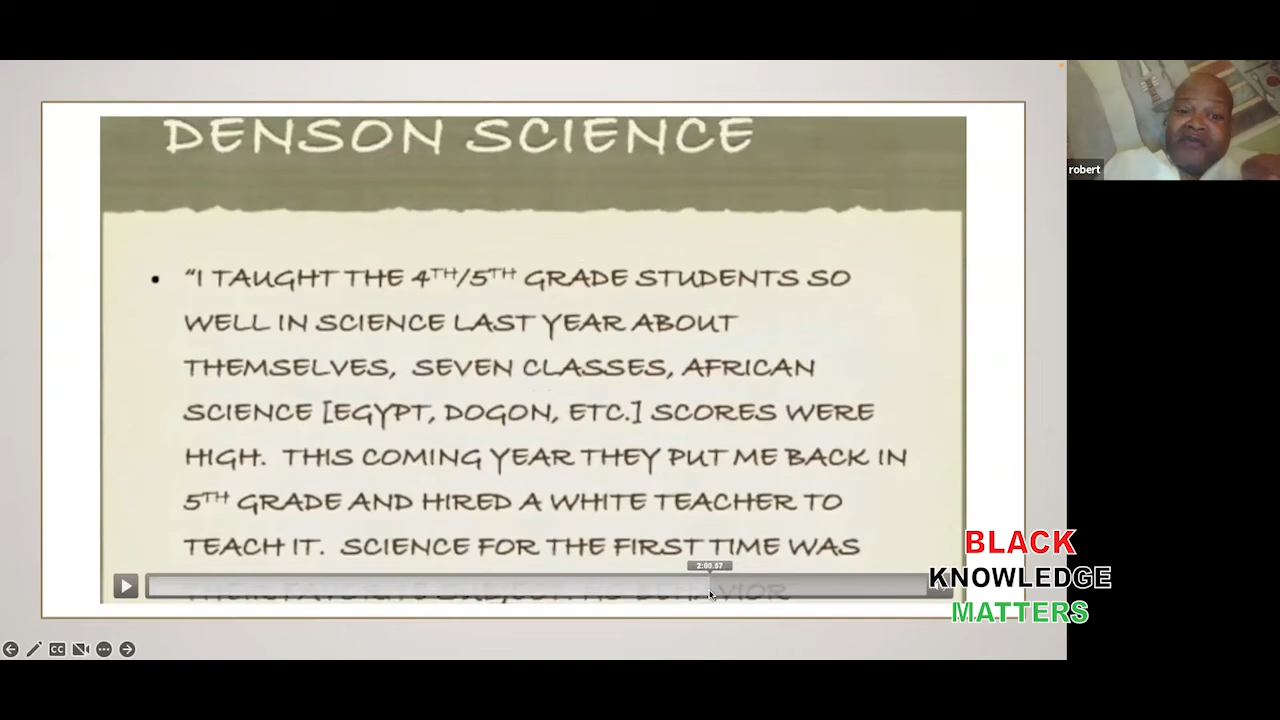 DENSON SCIENCE
• “I TAUGHT THE 4TH/5TH GRADE STUDENTS SO
WELL IN SCIENCE LAST YEAR ABOUT
THEMSELVES, SEVEN CLASSES, AFRICAN
SCIENCE [EGYPT, DOGON, ETC.] SCORES WERE
HIGH. THIS COMING YEAR THEY PUT ME BACK IN
5TH GRADE AND HIRED A WHITE TEACHER TO
TEACH IT. SCIENCE FOR THE FIRST TIME WAS
2:00.57
robert
BLACK
KNOWLEDGE
MATTERS
CC